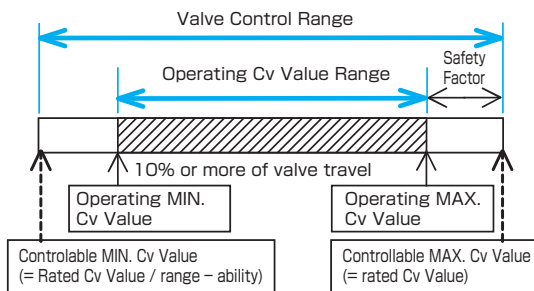 Valve Control Range
Operating Cv Value Range
Safety
Factor
10% or more of valve travel
Operating MIN.
Cv Value
Operating MAX.
Cv Value
Controlable MIN. Cv Value
(= Rated Cv Value / range – ability)
Controllable MAX. Cv Value
(= rated Cv value)